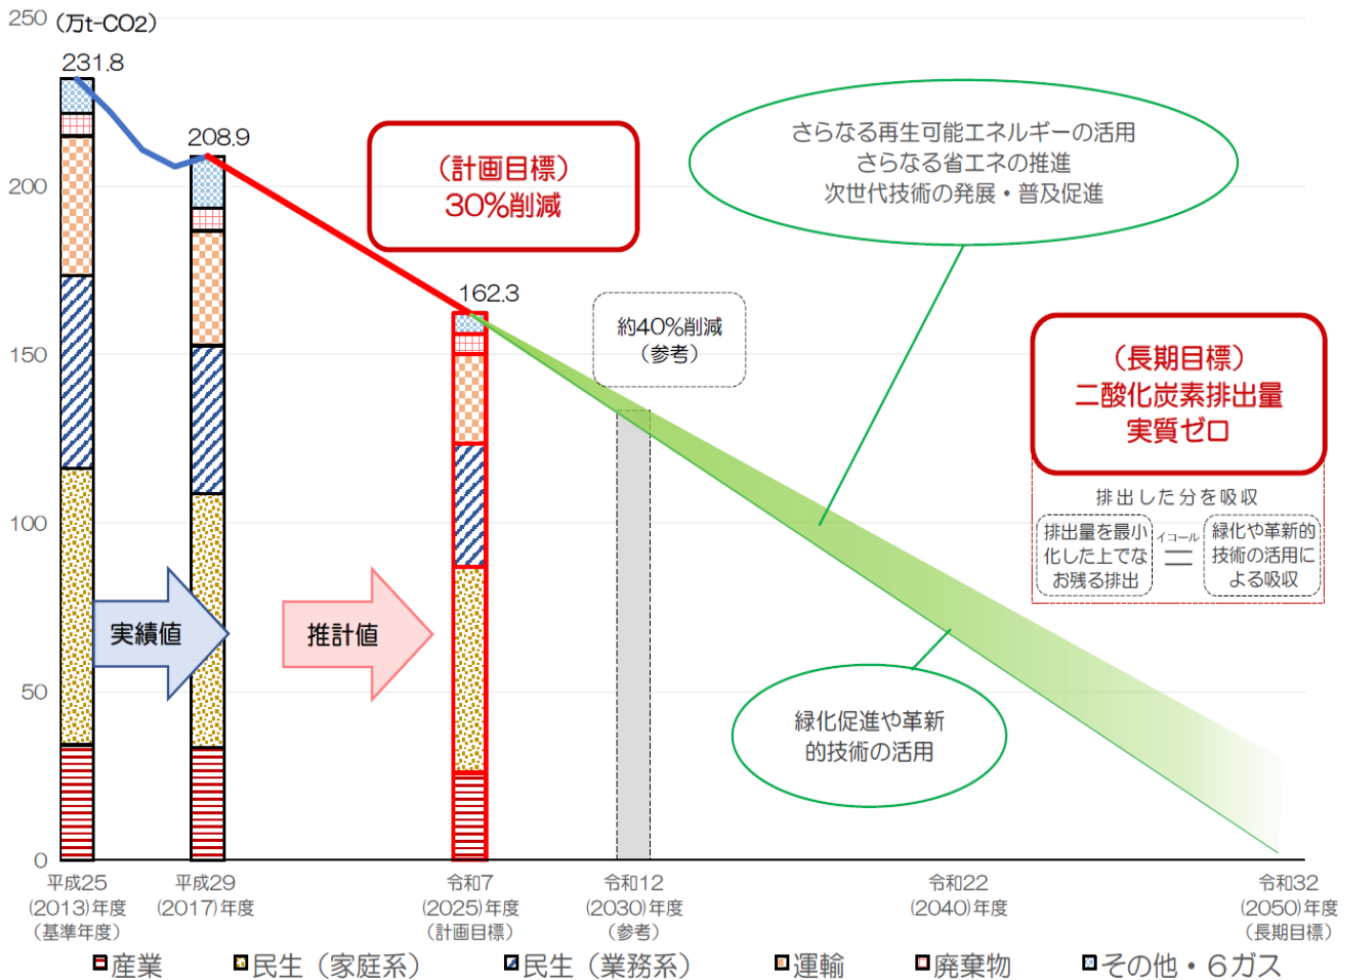 250
(万t-CO2)
231.8
208.9
200
(計画目標)
30%削減
さらなる再生可能エネルギーの活用
さらなる省エネの推進
次世代技術の発展・普及促進
162.3
約40%削減
(参考)
150
(長期目標)
二酸化炭素排出量
実質ゼロ
排出した分を吸収
排出量を最小
化した上でな
お残る排出
イコール
=
緑化や革新的
技術の活用に
よる吸収
100
実績値
推計値
50
緑化促進や革新
的技術の活用
0
平成25
(2013)年度
(基準年度)
平成29
(2017)年度
令和7
(2025)年度
(計画目標)
令和12
(2030)年度
(参考)
令和22
(2040)年度
令和32
(2050)年度
(長期目標)
産業
民生(家庭系)
民生(業務系)
運輸
廃棄物
その他・6ガス